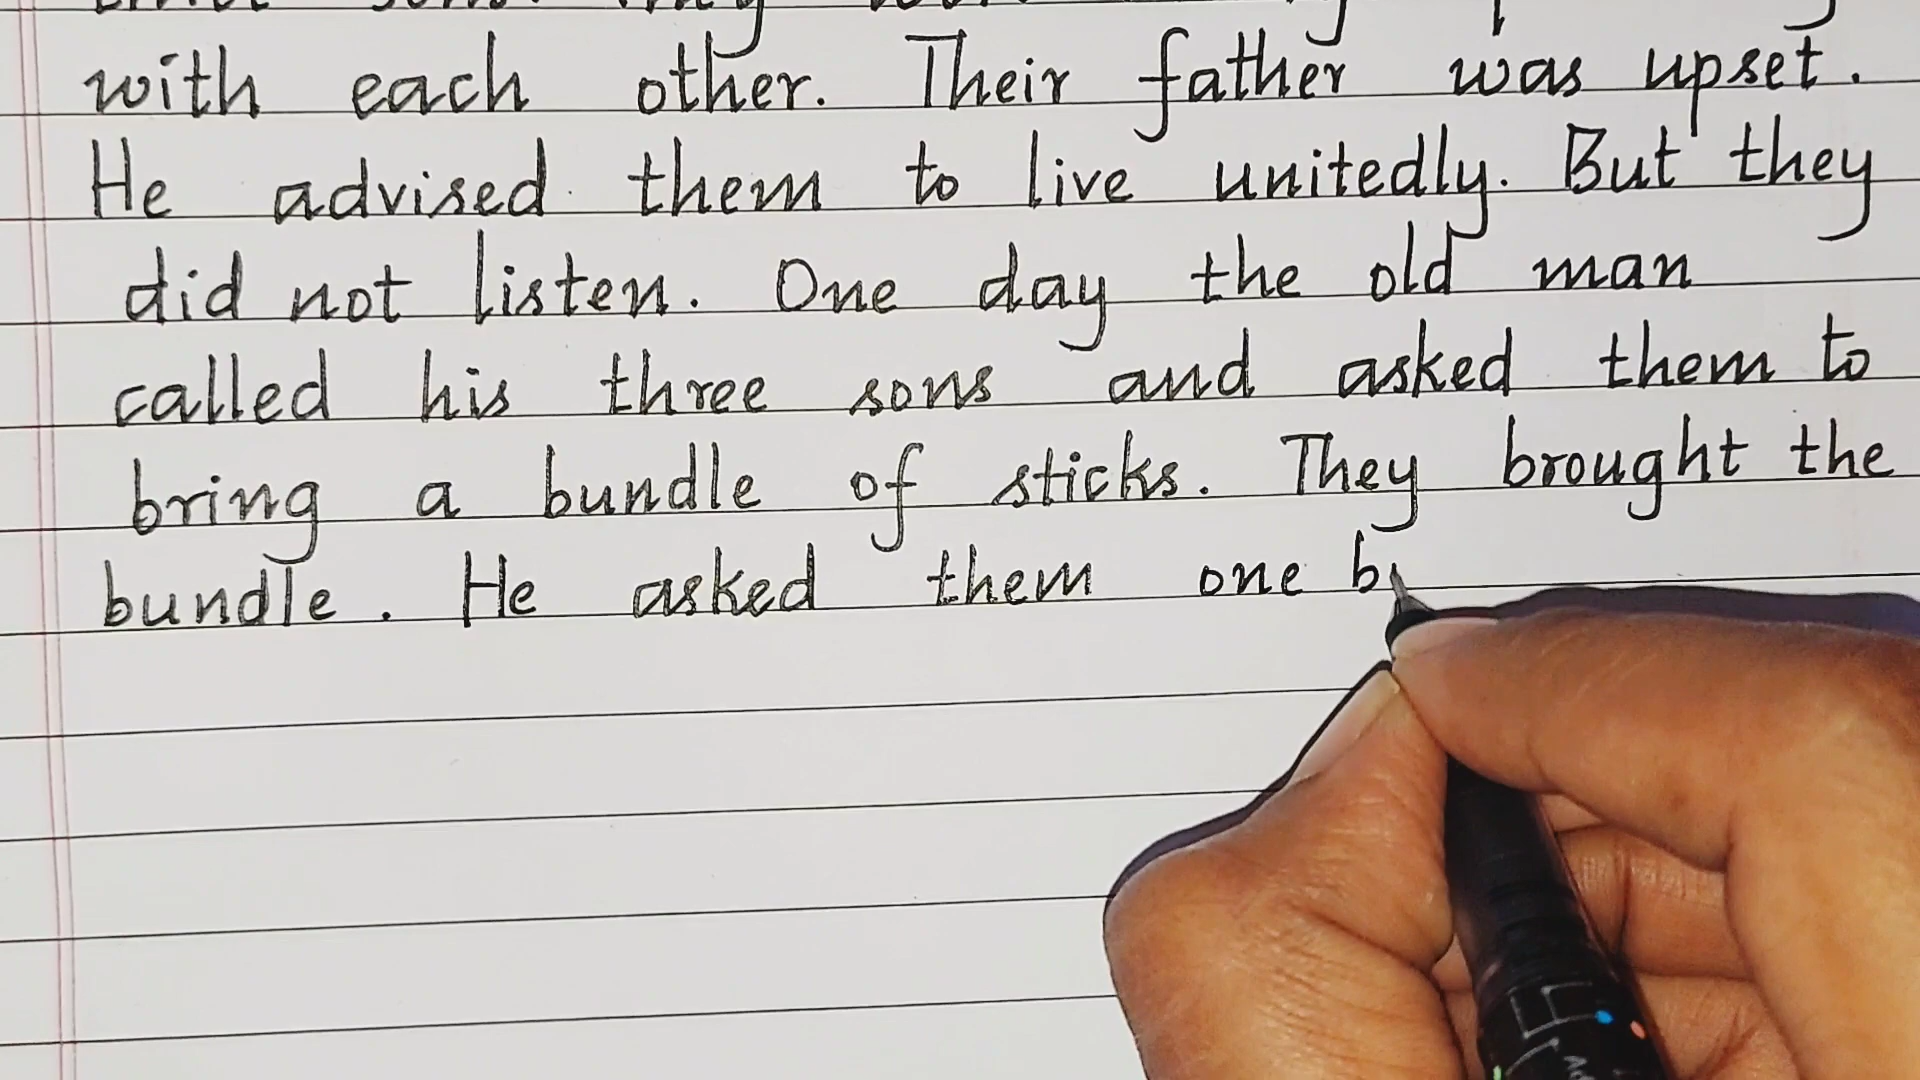 with each other. Their father was upset.
He advised them to live unitedly. But they
did not listen. One day the old man
called his three sons and asked them to
bring a bundle of sticks. They brought the
bundle. He asked them one